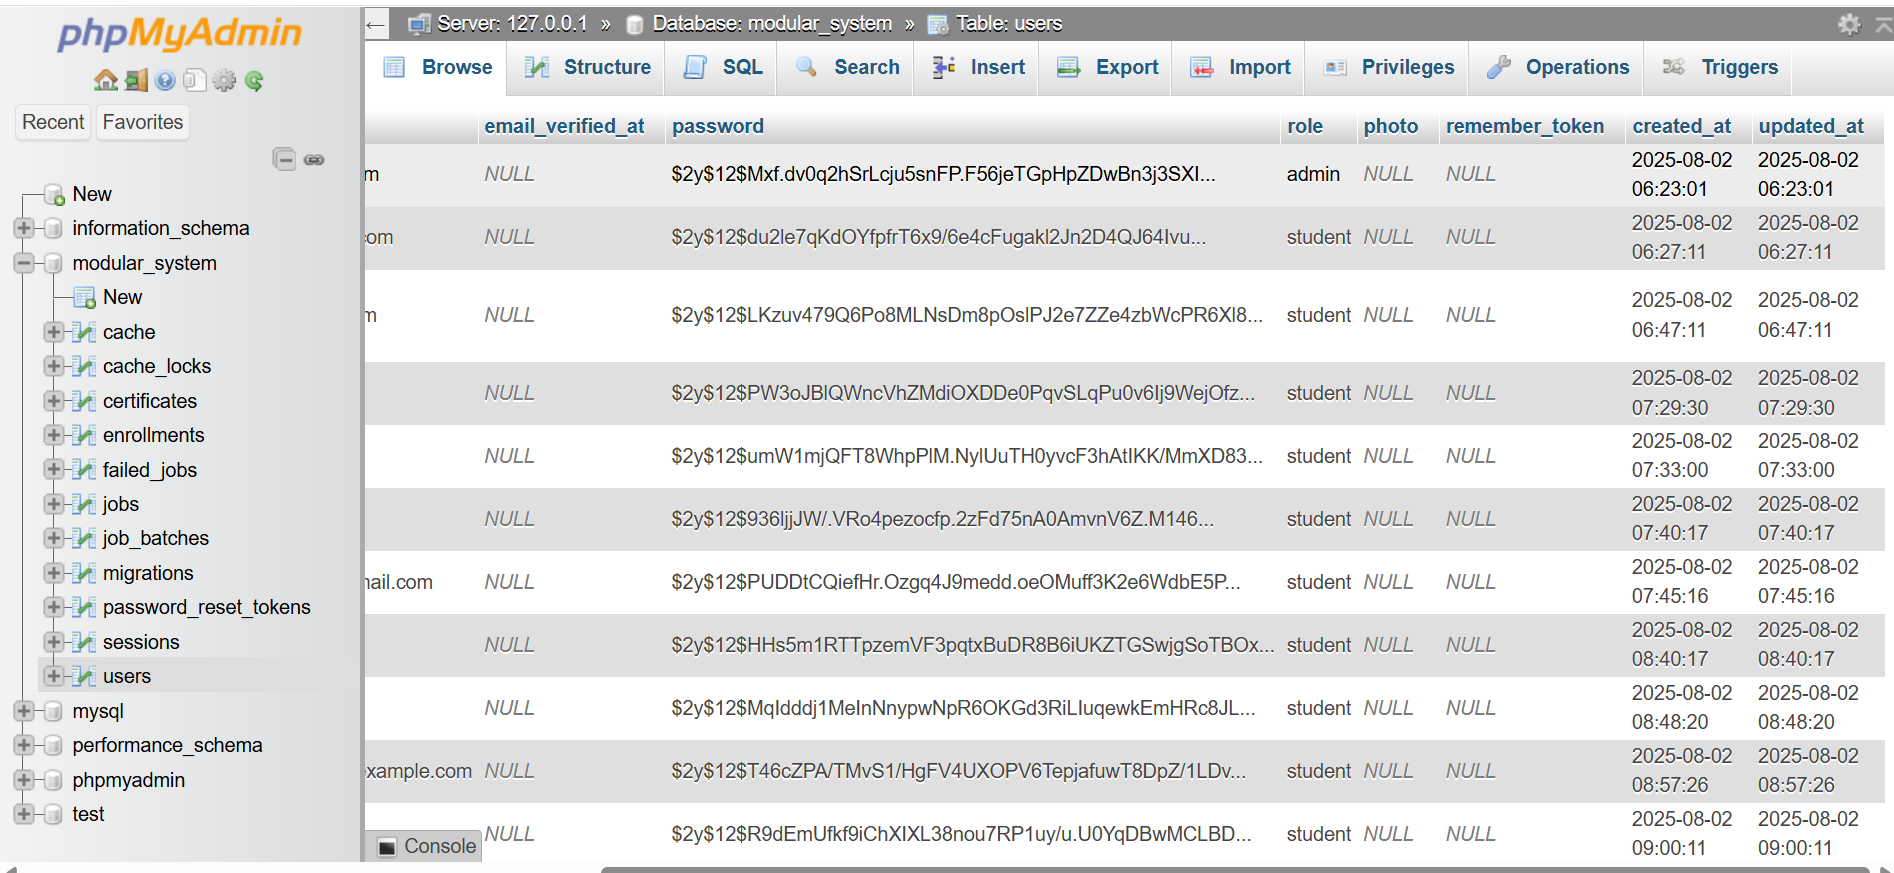 phpMyAdmin
Recent Favorites
New
information_schema
modular_system
New
cache
cache_locks
certificates
enrollments
failed_jobs
jobs
job_batches
migrations
password_reset_tokens
sessions
users
mysql
performance_schema
phpmyadmin
test
← Server: 127.0.0.1 » Database: modular_system » Table: users
Browse Structure SQL Search Insert Export Import Privileges Operations Triggers
email_verified_at password role photo remember_token created_at updated_at
m NULL $2y$12$Mxf.dv0q2hSrLcju5snFP.F56jeTGpHpZDwBn3j3SXI... admin NULL NULL 2025-08-02 2025-08-02
06:23:01 06:23:01
com NULL $2y$12$du2le7qKdOYfpfrT6x9/6e4cFugakl2Jn2D4QJ64Ivu... student NULL NULL 2025-08-02 2025-08-02
06:27:11 06:27:11
m NULL $2y$12$LKzuv479Q6Po8MLNsDm8pOslPJ2e7ZZe4zbWcPR6Xl8... student NULL NULL 2025-08-02 2025-08-02
06:47:11 06:47:11
NULL $2y$12$PW3oJBlQWncVhZMdiOXDDe0PqvSLqPu0v6Ij9WejOfz... student NULL NULL 2025-08-02 2025-08-02
07:29:30 07:29:30
NULL $2y$12$umW1mjQFT8WhpPlM.NylUuTH0yvcF3hAtIKK/MmXD83... student NULL NULL 2025-08-02 2025-08-02
07:33:00 07:33:00
NULL $2y$12$936ljjJW/.VRo4pezocfp.2zFd75nA0AmvnV6Z.M146... student NULL NULL 2025-08-02 2025-08-02
07:40:17 07:40:17
nail.com NULL $2y$12$PUDDtCQiefHr.Ozgq4J9medd.oeOMuff3K2e6WdbE5P... student NULL NULL 2025-08-02 2025-08-02
07:45:16 07:45:16
NULL $2y$12$HHs5m1RTTpzemVF3pqtxBuDR8B6iUKZTGSwjgSoTBOx... student NULL NULL 2025-08-02 2025-08-02
08:40:17 08:40:17
NULL $2y$12$MqIdddj1MeInNnypwNpR6OKGd3RiLIuqewkEmHRc8JL... student NULL NULL 2025-08-02 2025-08-02
08:48:20 08:48:20
example.com NULL $2y$12$T46cZPA/TMvS1/HgFV4UXOPV6TepjafuwT8DpZ/1LDv... student NULL NULL 2025-08-02 2025-08-02
08:57:26 08:57:26
NULL $2y$12$R9dEmUfkf9iChXIXL38nou7RP1uy/u.U0YqDBwMCLBD... student NULL NULL 2025-08-02 2025-08-02
09:00:11 09:00:11
Console